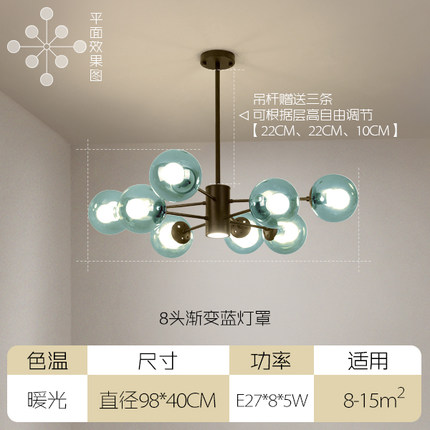 平面效果图
吊杆赠送三条
可根据层高自由调节
【22CM、22CM、10CM】
8头渐变蓝灯罩
色温 尺寸 功率 适用
暖光 直径98*40CM E27*8*5W 8-15m²